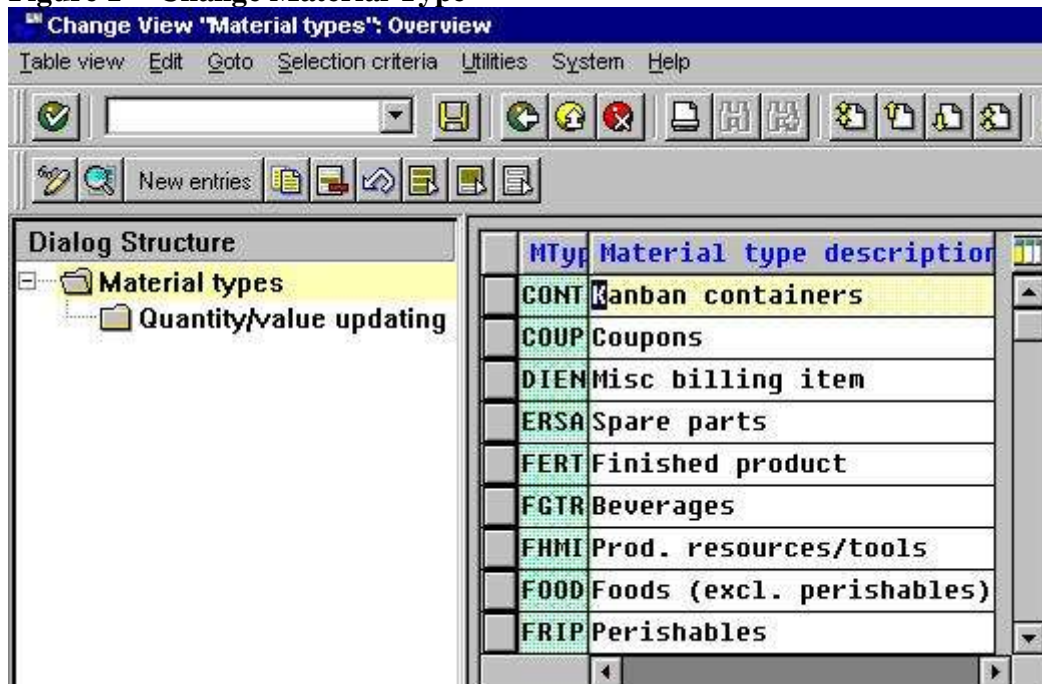 Change View "Material types": Overview
Table view Edit Goto Selection criteria Utilities System Help
New entries
Dialog Structure
Material types
Quantity/value updating
MTyp Material type description
CONT Kanban containers
COUP Coupons
DIEN Misc billing item
ERSA Spare parts
FERT Finished product
FGTR Beverages
FHMI Prod. resources/tools
FOOD Foods (excl. perishables)
FRIP Perishables